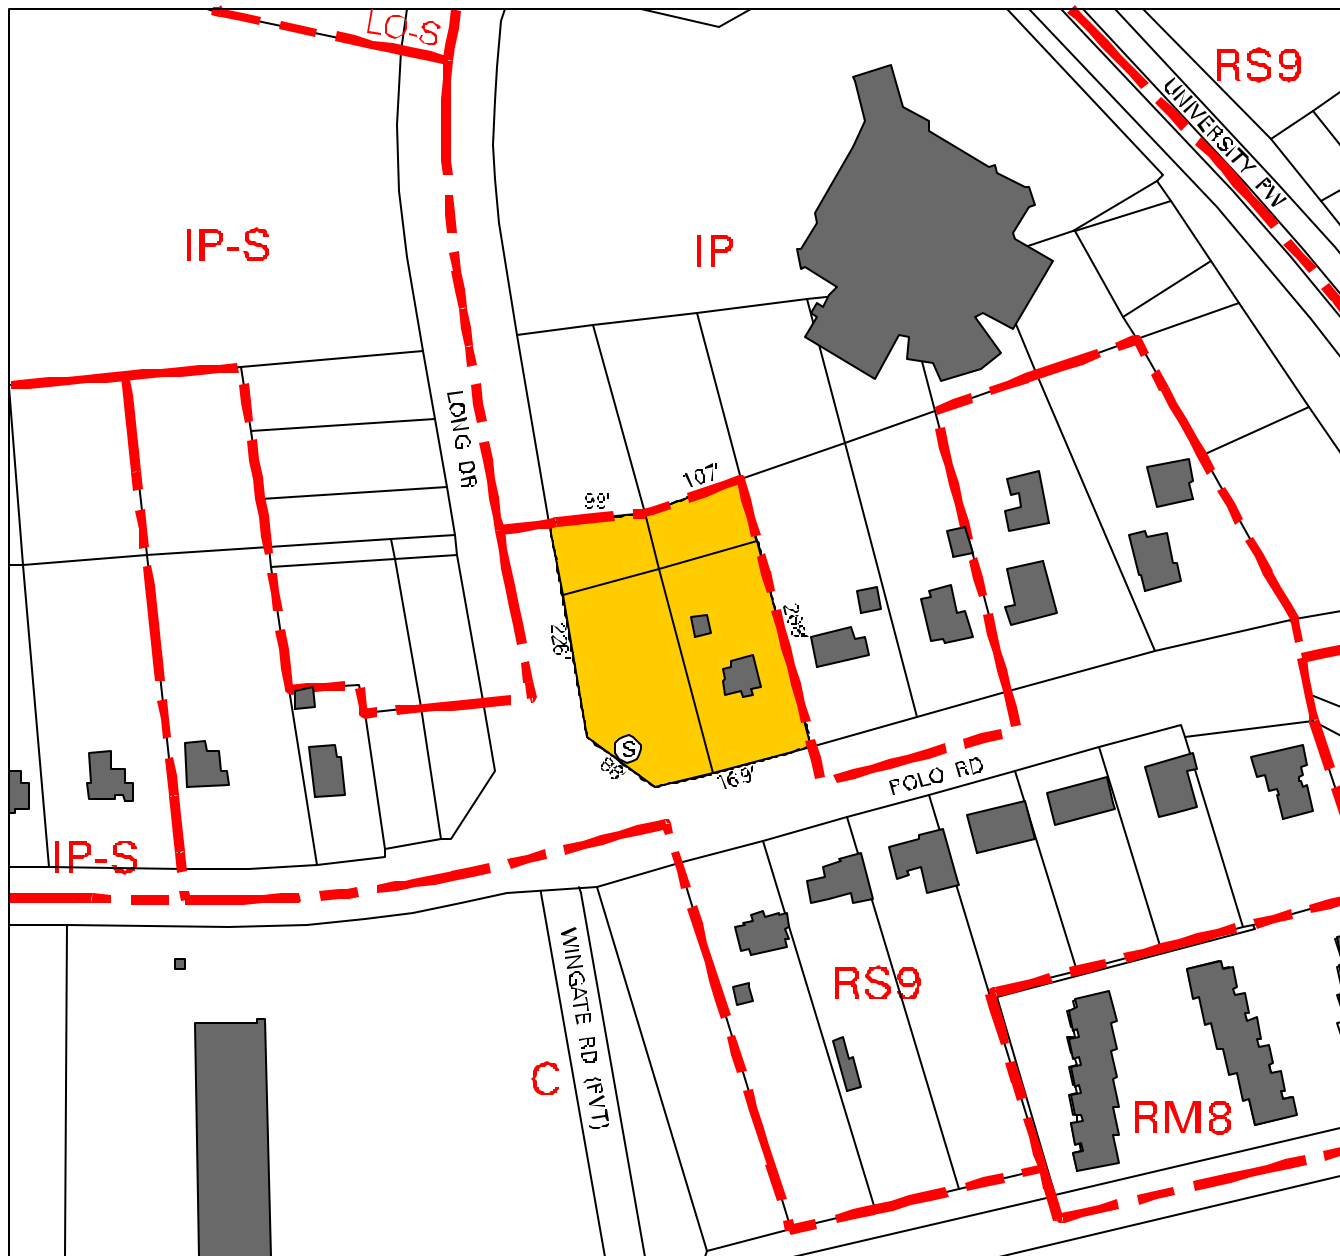 LO-S
RS9
UNIVERSITY PW
IP-S
IP
LONG DR
107'
99'
226'
268'
S
88'
169'
POLO RD
IP-S
WINGATE RD (PVT)
RS9
C
RM8